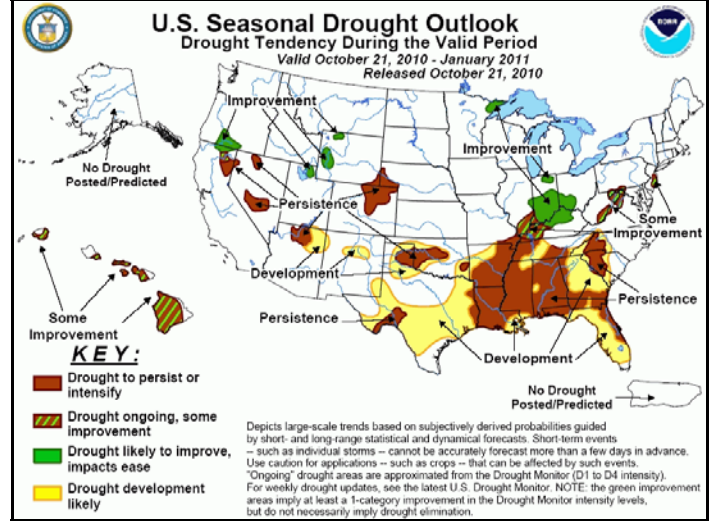 U.S. Seasonal Drought Outlook
Drought Tendency During the Valid Period
Valid October 21, 2010 - January 2011
Released October 21, 2010
NOAA
Improvement
No Drought
Posted/Predicted
Improvement
Persistence
Some
Improvement
Development
Some
Improvement
Persistence
Persistence
Development
No Drought
Posted/Predicted
KEY:
Drought to persist or
intensify
Drought ongoing, some
improvement
Drought likely to improve,
impacts ease
Drought development
likely
Depicts large-scale trends based on subjectively derived probabilities guided
by short- and long-range statistical and dynamical forecasts. Short-term events
-- such as individual storms -- cannot be accurately forecast more than a few days in advance.
Use caution for applications -- such as crops -- that can be affected by such events.
"Ongoing" drought areas are approximated from the Drought Monitor (D1 to D4 intensity).
For weekly drought updates, see the latest U.S. Drought Monitor. NOTE: the green improvement
areas imply at least a 1-category improvement in the Drought Monitor intensity levels,
but do not necessarily imply drought elimination.